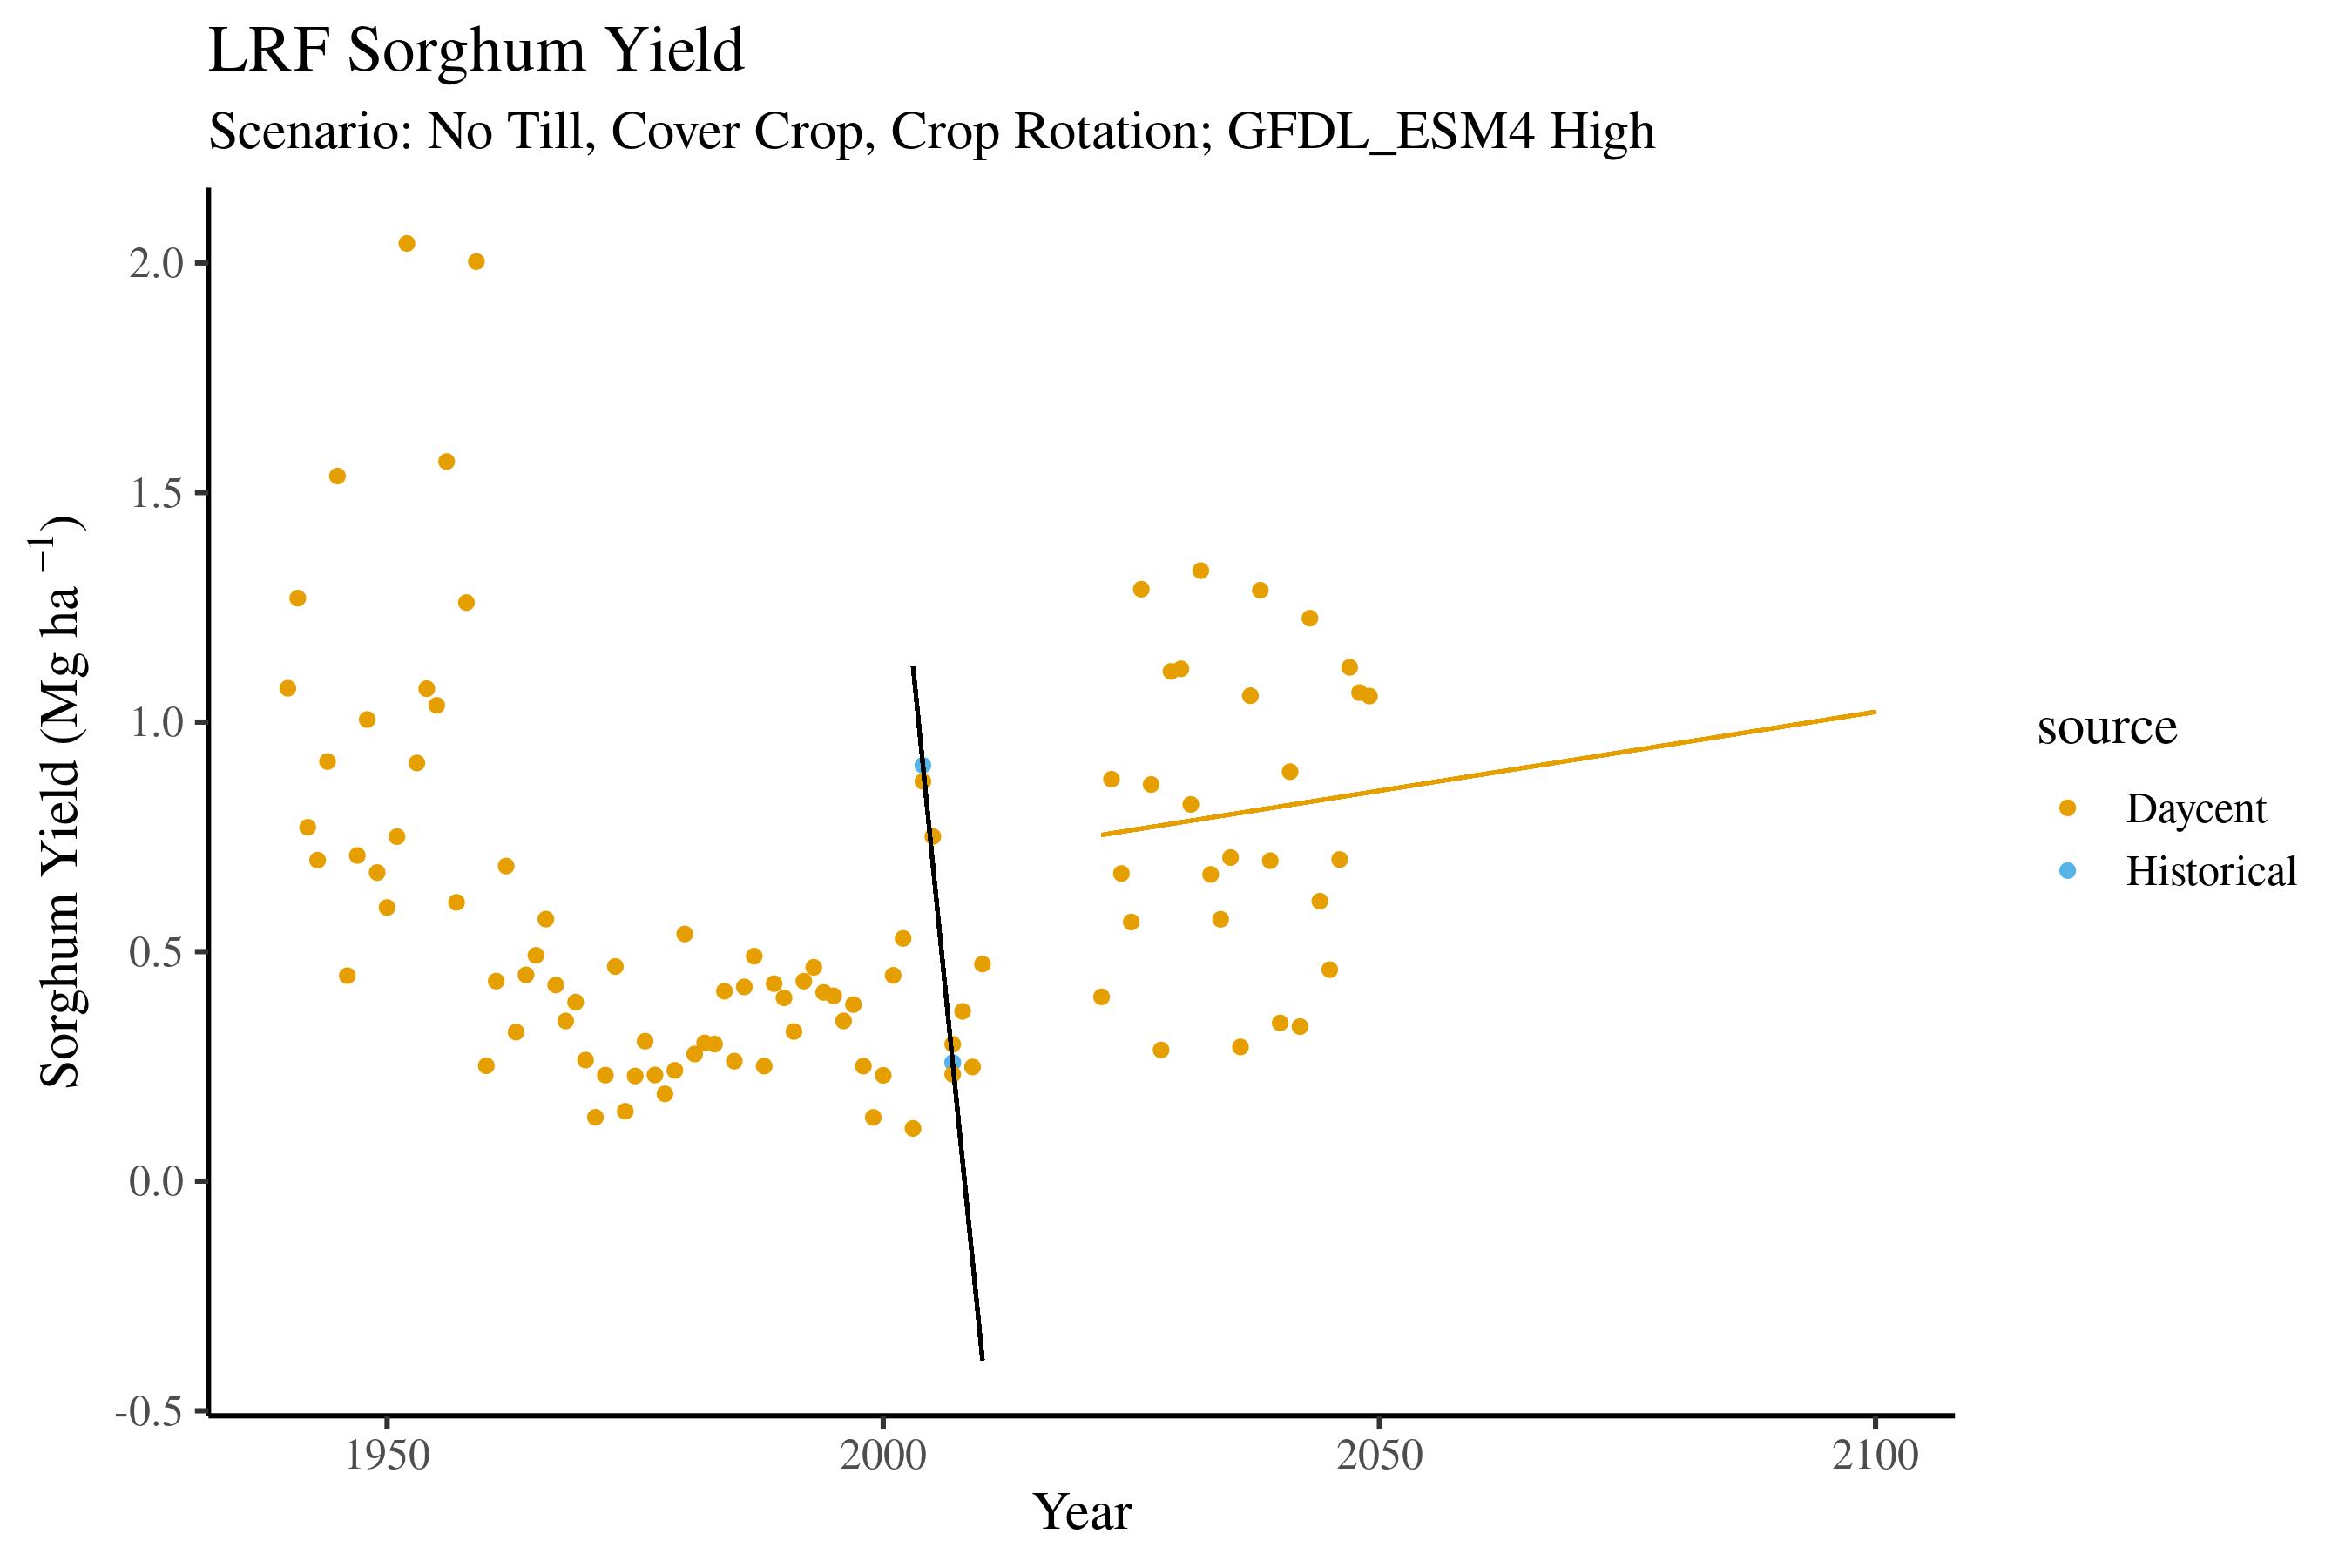 LRF Sorghum Yield
Scenario: No Till, Cover Crop, Crop Rotation; GFDL_ESM4 High
Sorghum Yield (Mg ha −1)
2.0
1.5
1.0
0.5
0.0
-0.5
1950
2000
2050
2100
Year
source
Daycent
Historical